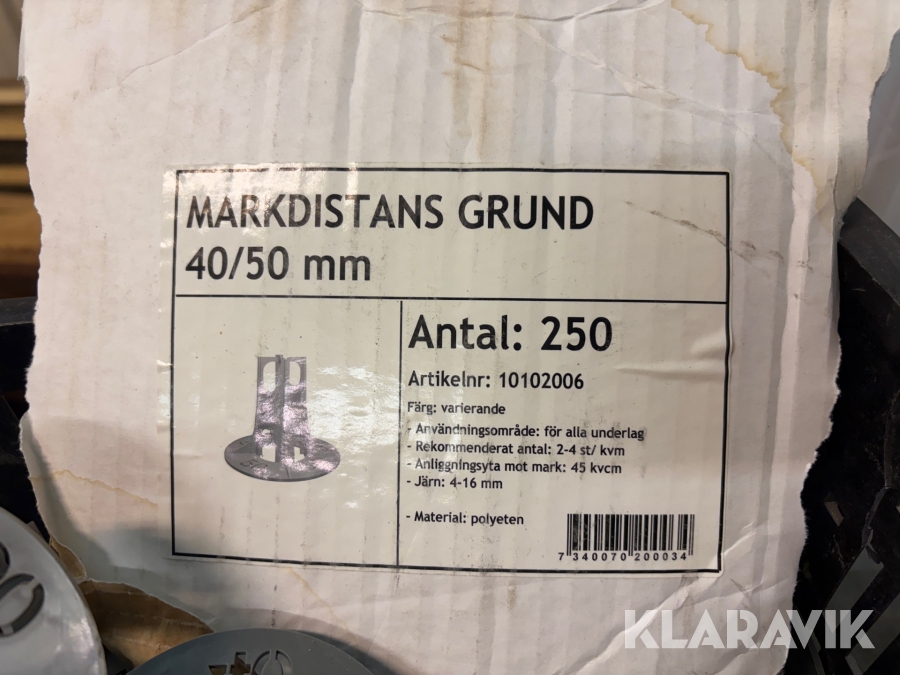 MARKDISTANS GRUND
40/50 mm
Antal: 250
Artikelnr: 10102006
Färg: varierande
- Användningsområde: för alla underlag
- Rekommenderat antal: 2-4 st/ kvm
- Anliggningsyta mot mark: 45 kvcm
- Järn: 4-16 mm
- Material: polyeten
7 340070 200034
KLARAVIK